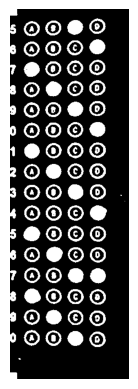 5 A B D
6 A B C
7 B C D
8 A C D
9 A B D
0 A B C
1 B C D
2 A C D
3 A B D
4 A B C
5 B C D
6 A C D
7 A B
8 B C D
9 A C D
0 A B D